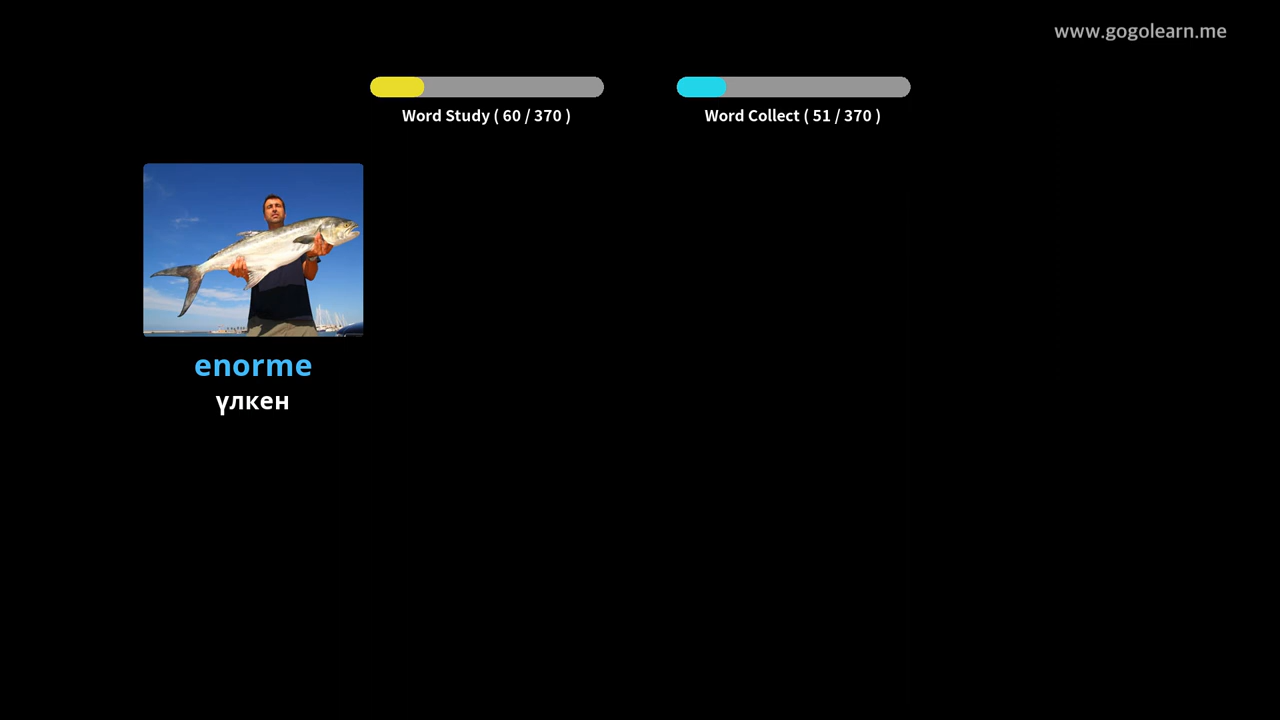 www.gogolearn.me
Word Study ( 60 / 370 )
Word Collect ( 51 / 370 )
enorme
үлкен